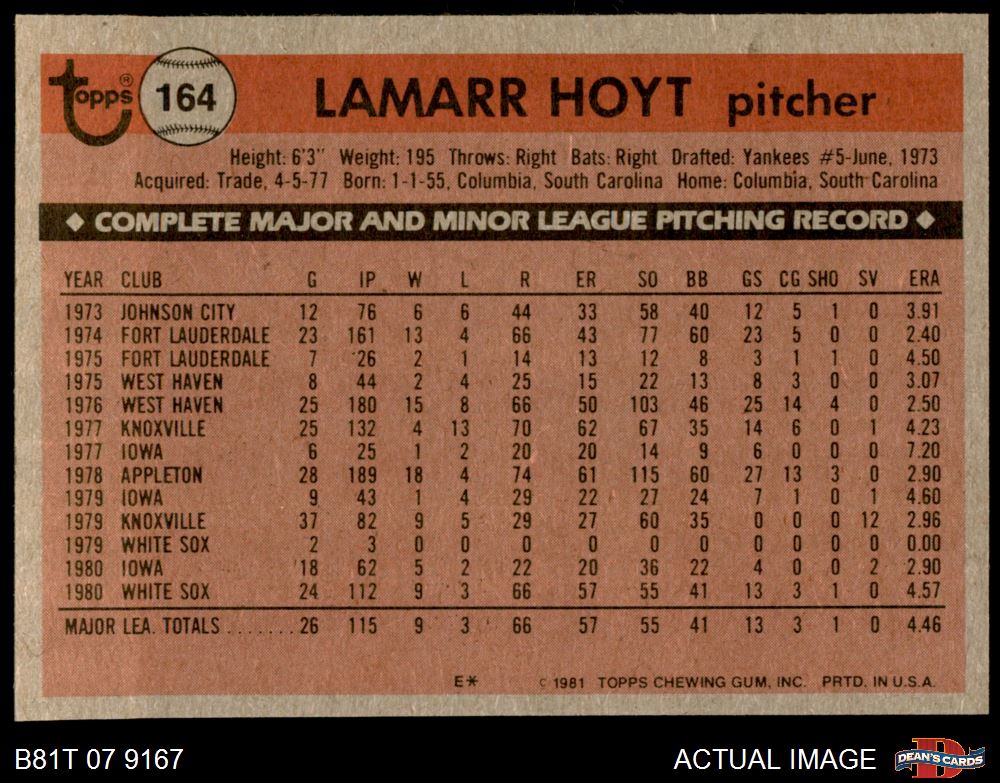 Topps ® 164 LAMARR HOYT pitcher
Height: 6'3" Weight: 195 Throws: Right Bats: Right Drafted: Yankees #5-June, 1973
Acquired: Trade, 4-5-77 Born: 1-1-55, Columbia, South Carolina Home: Columbia, South Carolina
◆ COMPLETE MAJOR AND MINOR LEAGUE PITCHING RECORD ◆
YEAR CLUB G IP W L R ER SO BB GS CG SHO SV ERA
1973 JOHNSON CITY 12 76 6 6 44 33 58 40 12 5 1 0 3.91
1974 FORT LAUDERDALE 23 161 13 4 66 43 77 60 23 5 0 0 2.40
1975 FORT LAUDERDALE 7 26 2 1 14 13 12 8 3 1 1 0 4.50
1975 WEST HAVEN 8 44 2 4 25 15 22 13 8 3 0 0 3.07
1976 WEST HAVEN 25 180 15 8 66 50 103 46 25 14 4 0 2.50
1977 KNOXVILLE 25 132 4 13 70 62 67 35 14 6 0 1 4.23
1977 IOWA 6 25 1 2 20 20 14 9 6 0 0 0 7.20
1978 APPLETON 28 189 18 4 74 61 115 60 27 13 3 0 2.90
1979 IOWA 9 43 1 4 29 22 27 24 7 1 0 1 4.60
1979 KNOXVILLE 37 82 9 5 29 27 60 35 0 0 0 12 2.96
1979 WHITE SOX 2 3 0 0 0 0 0 0 0 0 0 0 0.00
1980 IOWA 18 62 5 2 22 20 36 22 4 0 0 2 2.90
1980 WHITE SOX 24 112 9 3 66 57 55 41 13 3 1 0 4.57
MAJOR LEA. TOTALS ....... 26 115 9 3 66 57 55 41 13 3 1 0 4.46
E* © 1981 TOPPS CHEWING GUM, INC. PRTD. IN U.S.A.
B81T 07 9167 ACTUAL IMAGE D DEAN'S CARDS